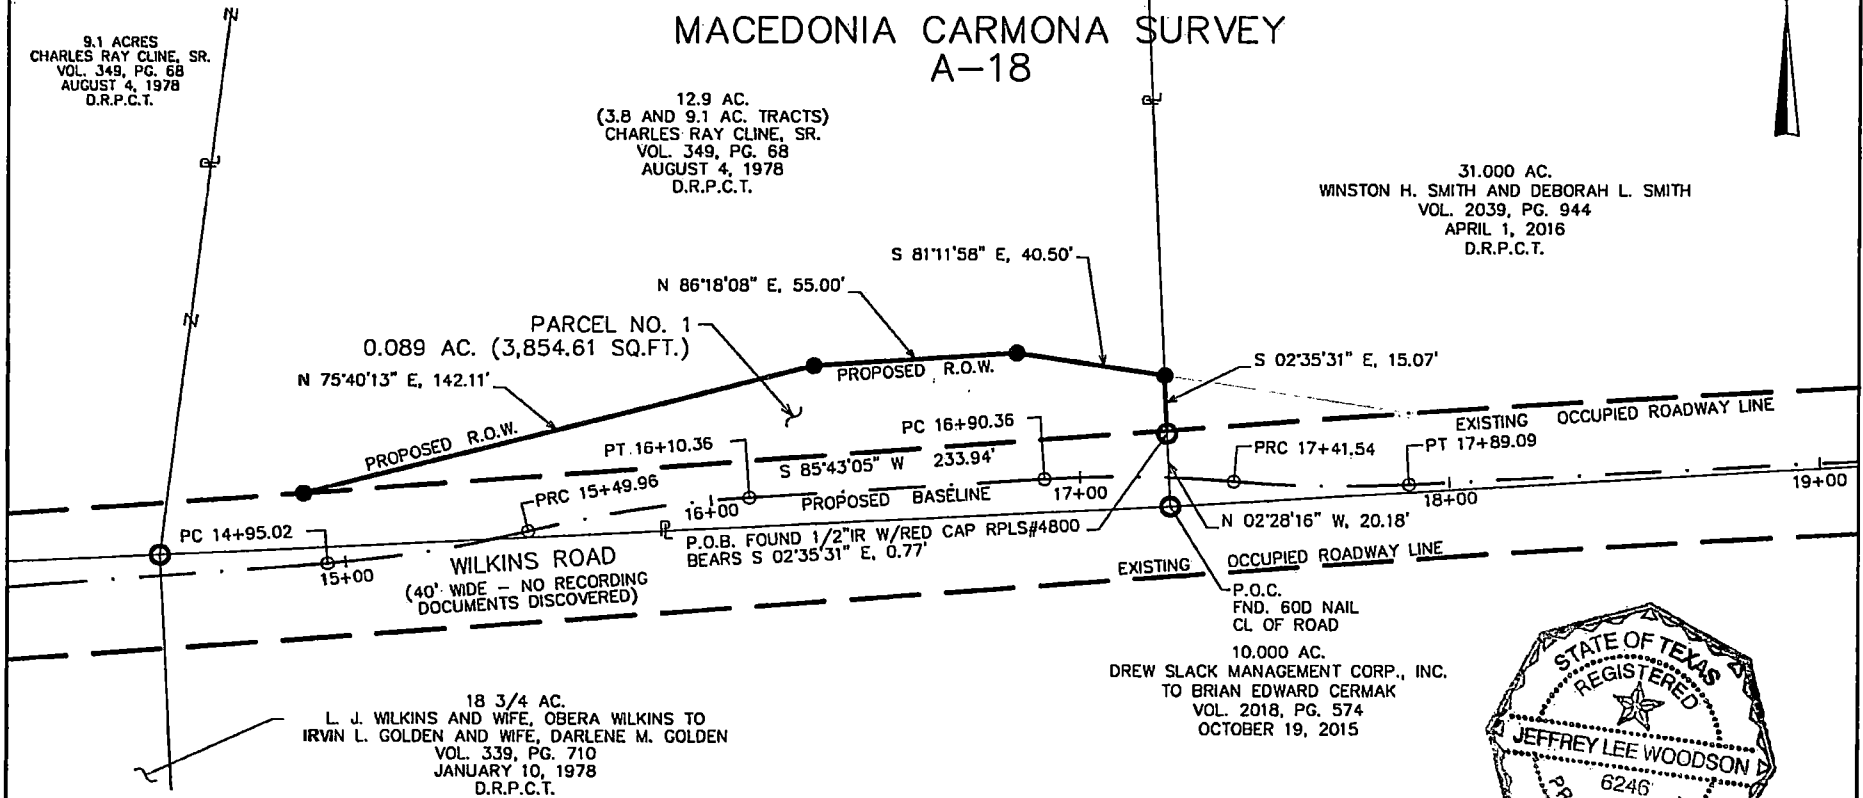 MACEDONIA CARMONA SURVEY
A-18
9.1 ACRES
CHARLES RAY CLINE, SR.
VOL. 349, PG. 68
AUGUST 4, 1978
D.R.P.C.T.
12.9 AC.
(3.8 AND 9.1 AC. TRACTS)
CHARLES RAY CLINE, SR.
VOL. 349, PG. 68
AUGUST 4, 1978
D.R.P.C.T.
31.000 AC.
WINSTON H. SMITH AND DEBORAH L. SMITH
VOL. 2039, PG. 944
APRIL 1, 2016
D.R.P.C.T.
S 81°11'58" E, 40.50'
N 86°18'08" E, 55.00'
PARCEL NO. 1
0.089 AC. (3,854.61 SQ.FT.)
N 75°40'13" E, 142.11'
S 02°35'31" E, 15.07'
PROPOSED R.O.W.
PROPOSED R.O.W.
EXISTING OCCUPIED ROADWAY LINE
PC 16+90.36
PT 16+10.36
S 85°43'05" W 233.94'
PRC 17+41.54
PT 17+89.09
PRC 15+49.96
16+00
PROPOSED BASELINE
17+00
18+00
19+00
PC 14+95.02
15+00
WILKINS ROAD
(40' WIDE – NO RECORDING
DOCUMENTS DISCOVERED)
P.O.B. FOUND 1/2"IR W/RED CAP RPLS#4800
BEARS S 02°35'31" E, 0.77'
N 02°28'16" W, 20.18'
EXISTING OCCUPIED ROADWAY LINE
P.O.C.
FND. 60D NAIL
CL OF ROAD
10.000 AC.
DREW SLACK MANAGEMENT CORP., INC.
TO BRIAN EDWARD CERMAK
VOL. 2018, PG. 574
OCTOBER 19, 2015
18 3/4 AC.
L. J. WILKINS AND WIFE, OBERA WILKINS TO
IRVIN L. GOLDEN AND WIFE, DARLENE M. GOLDEN
VOL. 339, PG. 710
JANUARY 10, 1978
D.R.P.C.T.
STATE OF TEXAS
REGISTERED
JEFFREY LEE WOODSON
6246